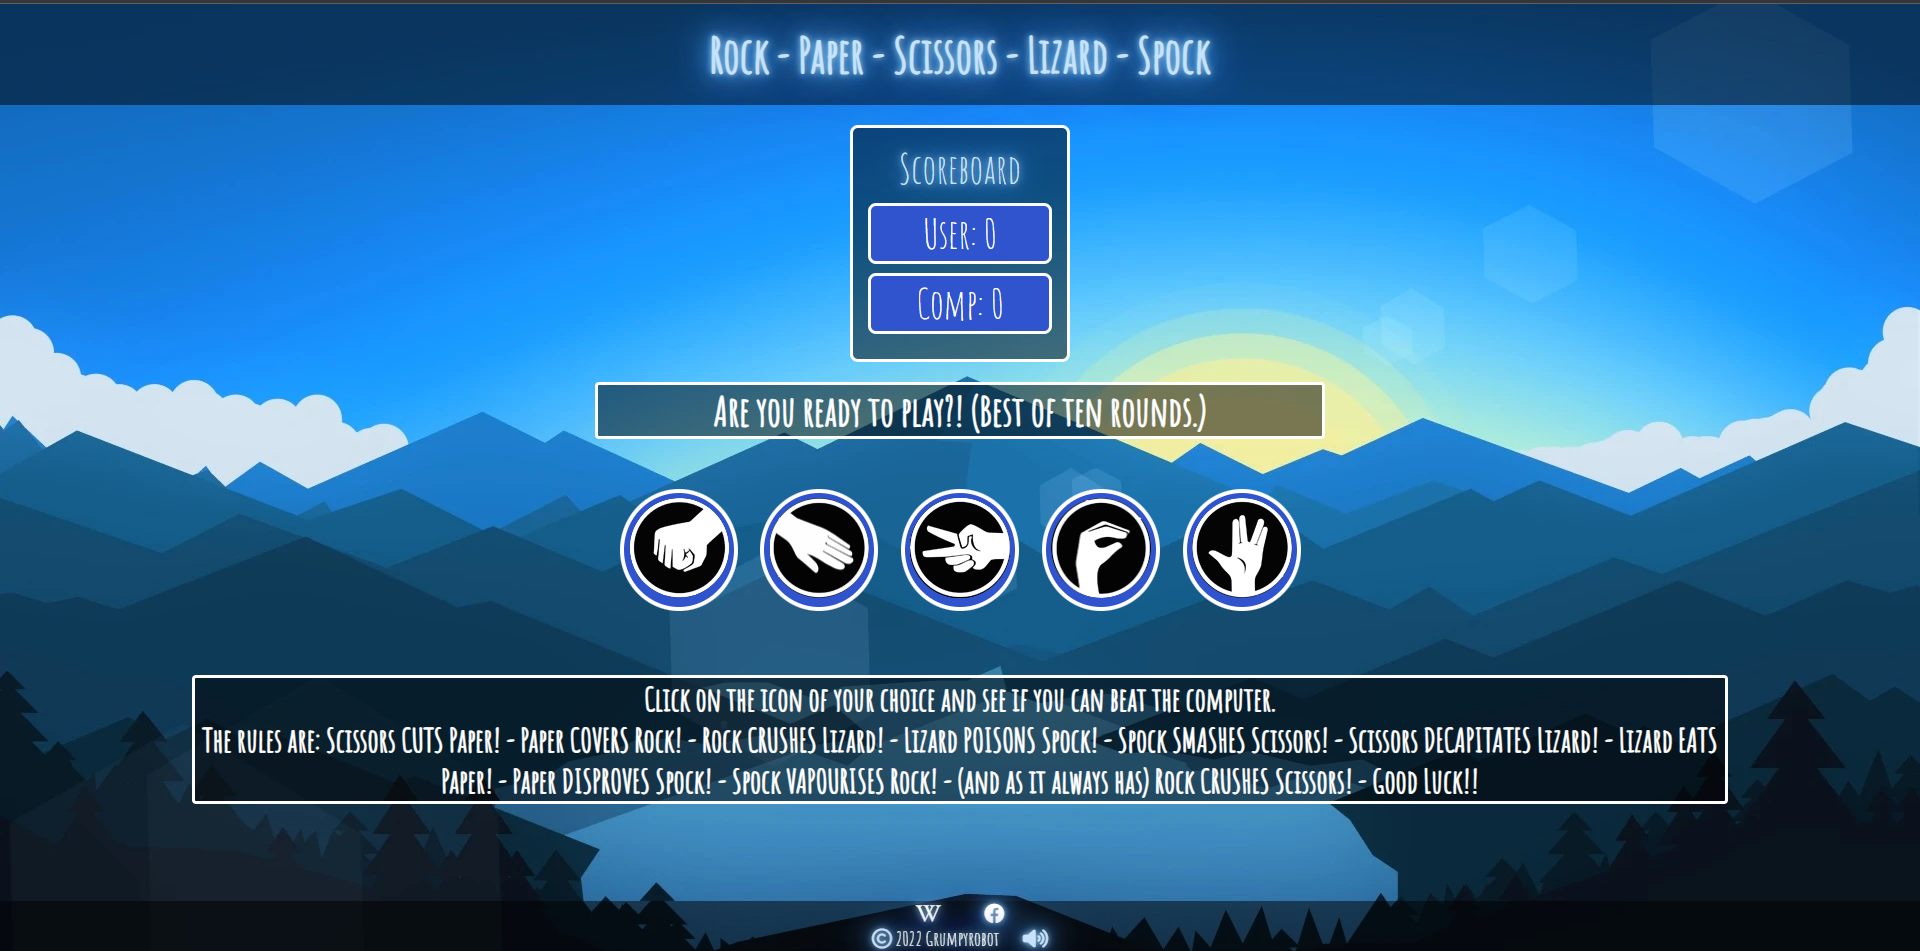 Rock - Paper - Scissors - Lizard - Spock
Scoreboard
User: 0
Comp: 0
Are you ready to play?! (Best of ten rounds.)
Click on the icon of your choice and see if you can beat the computer.
The rules are: Scissors CUTS Paper! - Paper COVERS Rock! - Rock CRUSHES Lizard! - Lizard POISONS Spock! - Spock SMASHES Scissors! - Scissors DECAPITATES Lizard! - Lizard EATS
Paper! - Paper DISPROVES Spock! - Spock VAPOURISES Rock! - (and as it always has) Rock CRUSHES Scissors! - Good Luck!!
W
© 2022 Grumpyrobot